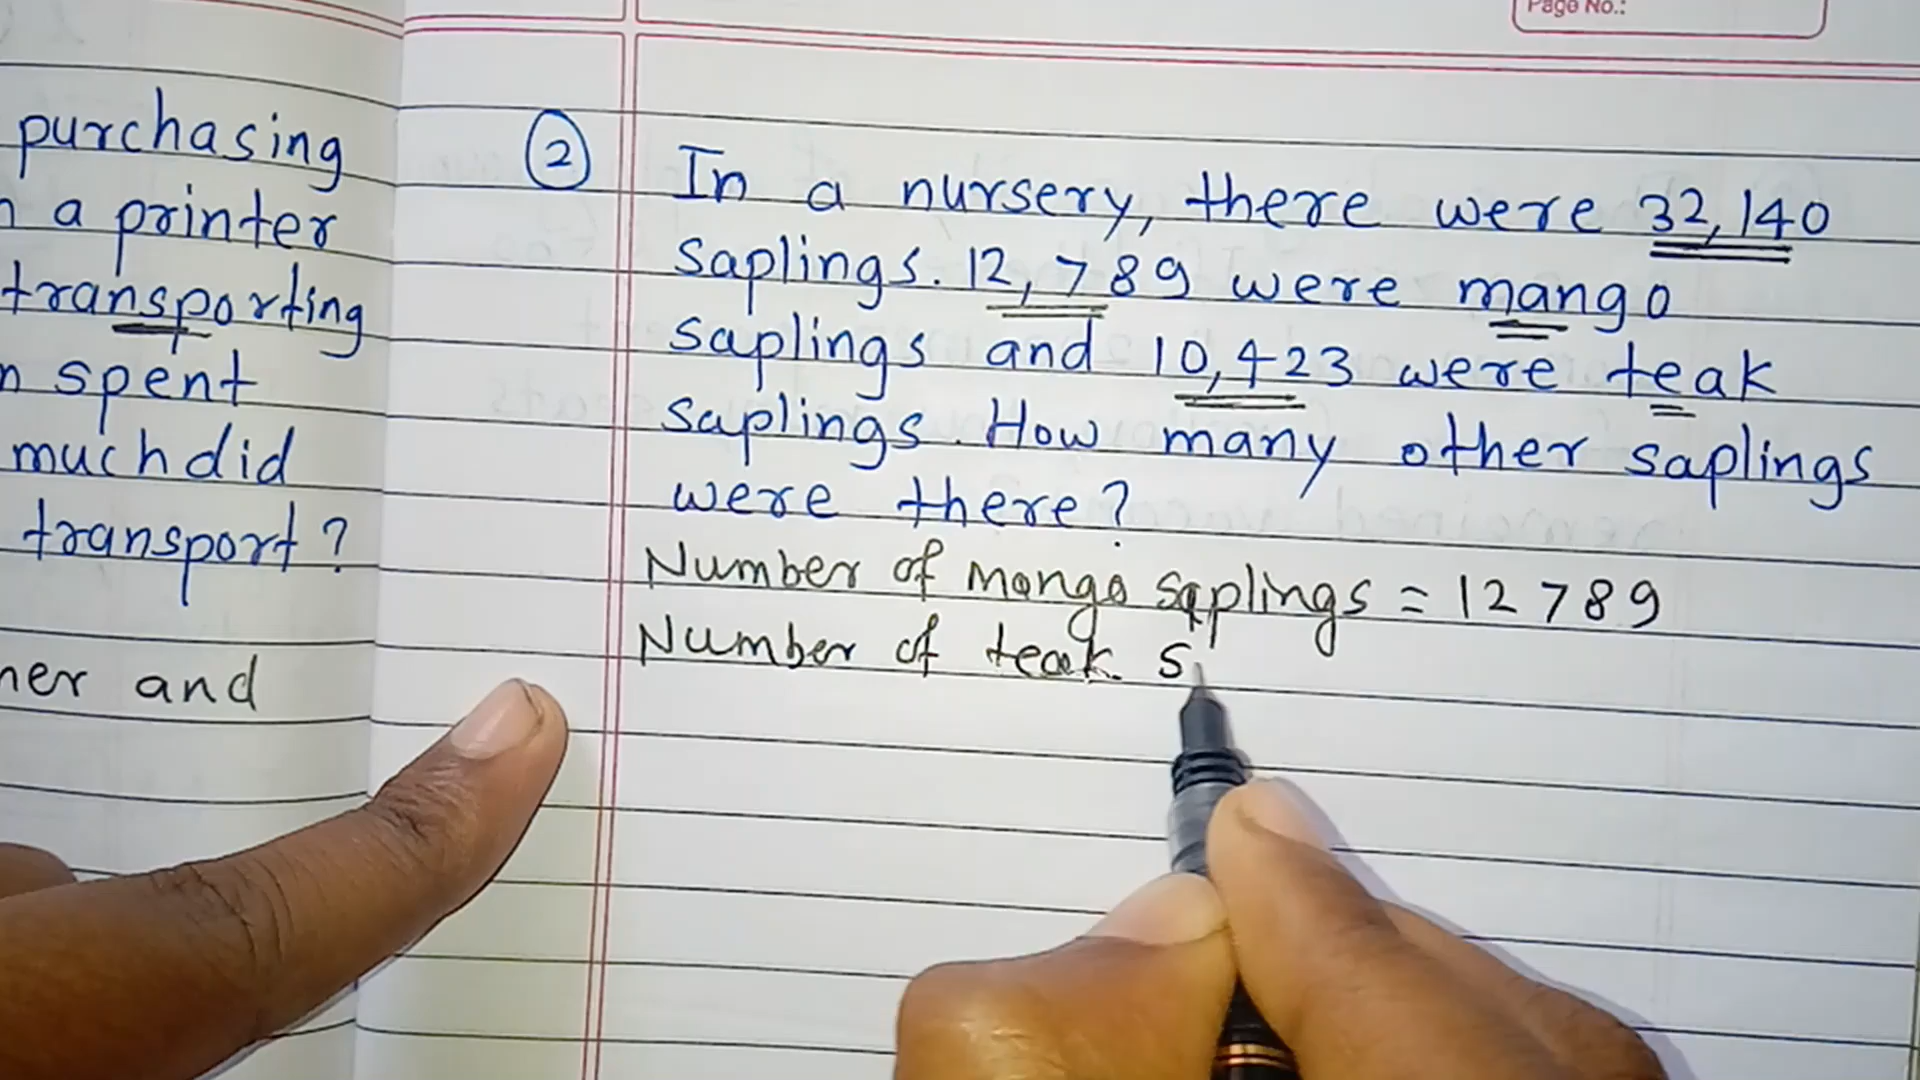 Page No.:
purchasing
a printer
transporting
spent
much did
transport?
and
2 In a nursery, there were 32,140
saplings. 12,789 were mango
saplings and 10,423 were teak
saplings. How many other saplings
were there?
Number of mango saplings = 12789
Number of teak s